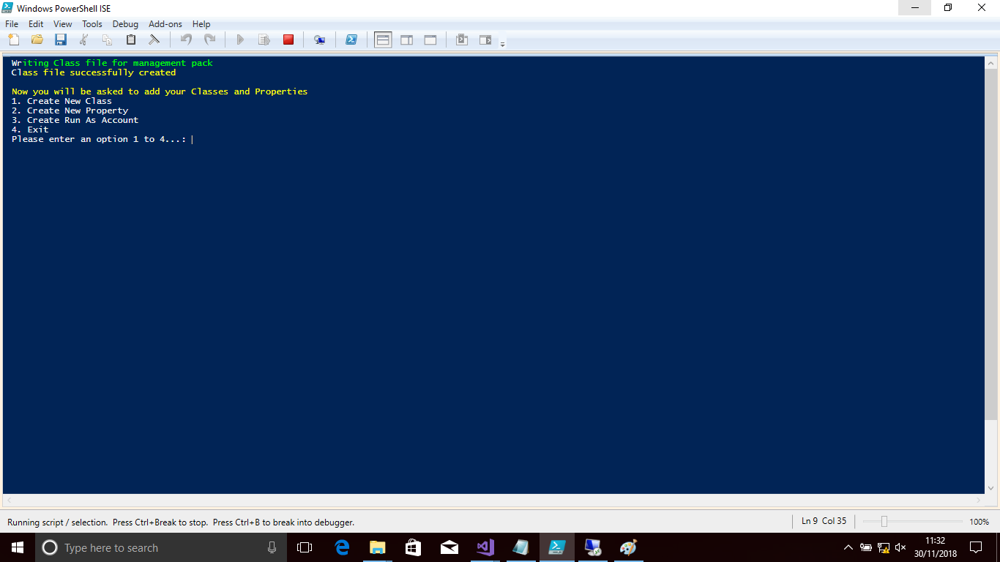 Windows PowerShell ISE
File Edit View Tools Debug Add-ons Help
Writing Class file for management pack
Class file successfully created
Now you will be asked to add your Classes and Properties
1. Create New Class
2. Create New Property
3. Create Run As Account
4. Exit
Please enter an option 1 to 4...:
Running script / selection. Press Ctrl+Break to stop. Press Ctrl+B to break into debugger.
Ln 9 Col 35
100%
Type here to search
11:32
30/11/2018